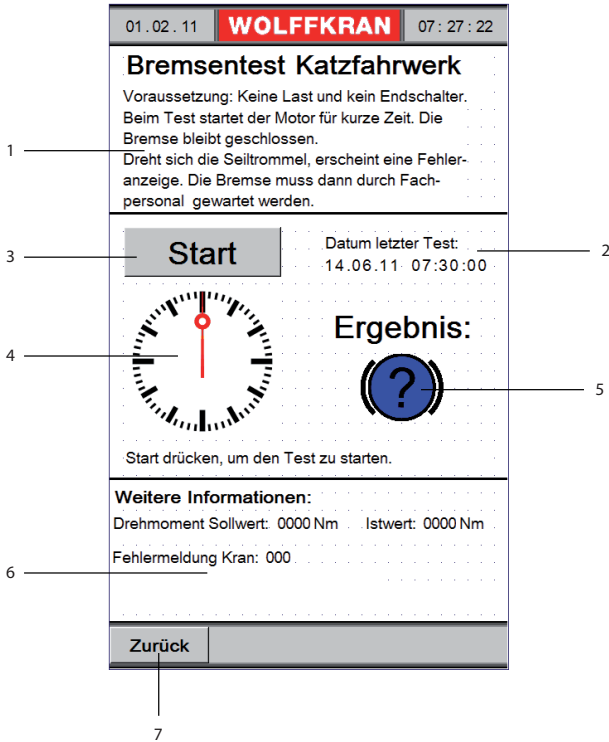 01.02.11 WOLFFKRAN 07:27:22
Bremsentest Katzfahrwerk
Voraussetzung: Keine Last und kein Endschalter.
Beim Test startet der Motor für kurze Zeit. Die
Bremse bleibt geschlossen.
1
Dreht sich die Seiltrommel, erscheint eine Fehler-
anzeige. Die Bremse muss dann durch Fach-
personal gewartet werden.
3 Start
Datum letzter Test: 2
14.06.11 07:30:00
4
Ergebnis:
? 5
Start drücken, um den Test zu starten.
Weitere Informationen:
Drehmoment Sollwert: 0000 Nm Istwert: 0000 Nm
Fehlermeldung Kran: 000
6
Zurück
7